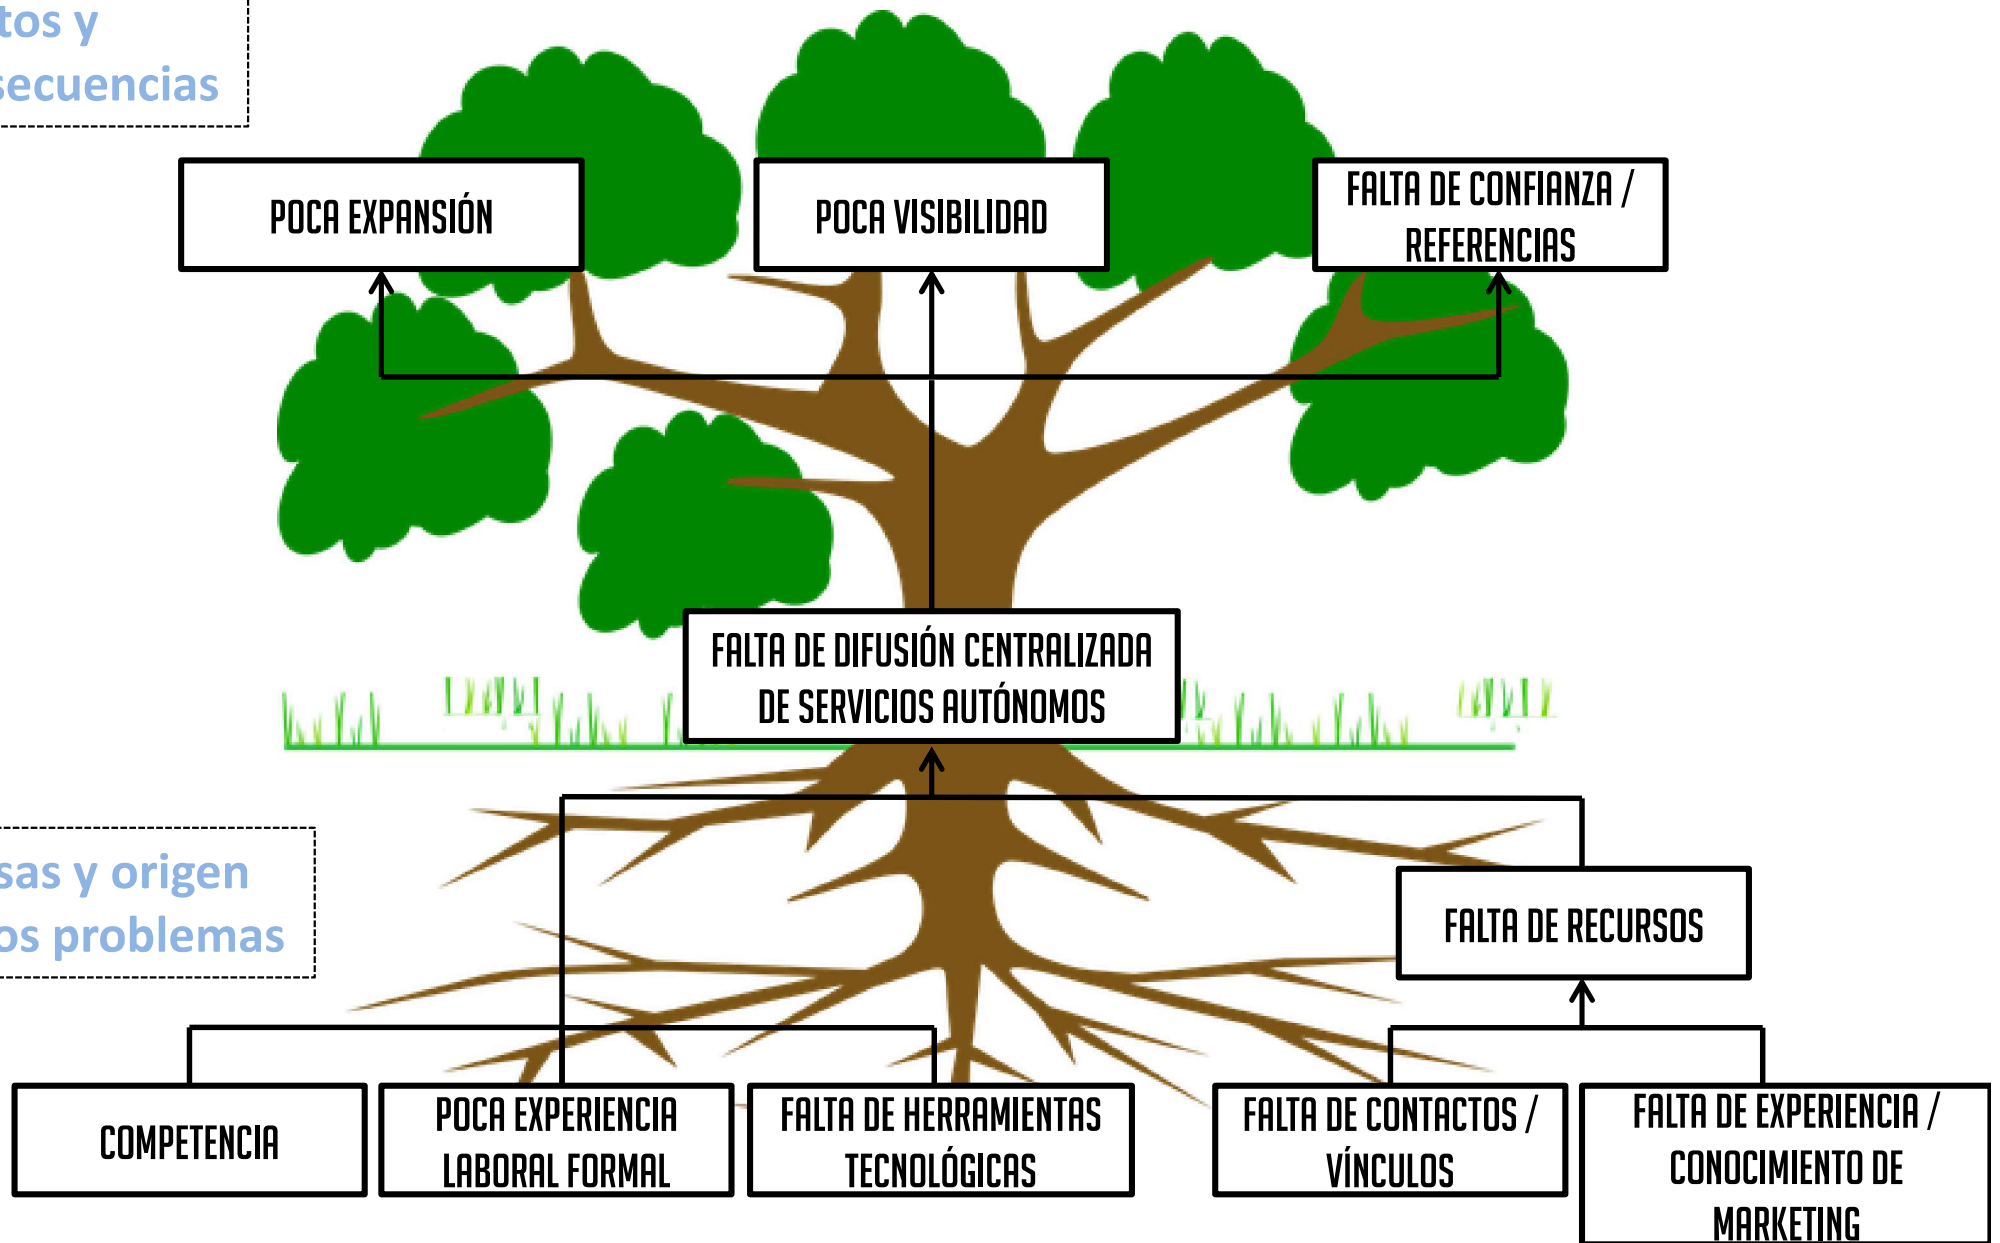 tos y
secuencias
POCA EXPANSIÓN
POCA VISIBILIDAD
FALTA DE CONFIANZA /
REFERENCIAS
FALTA DE DIFUSIÓN CENTRALIZADA
DE SERVICIOS AUTÓNOMOS
sas y origen
os problemas
FALTA DE RECURSOS
COMPETENCIA
POCA EXPERIENCIA
LABORAL FORMAL
FALTA DE HERRAMIENTAS
TECNOLÓGICAS
FALTA DE CONTACTOS /
VÍNCULOS
FALTA DE EXPERIENCIA /
CONOCIMIENTO DE
MARKETING